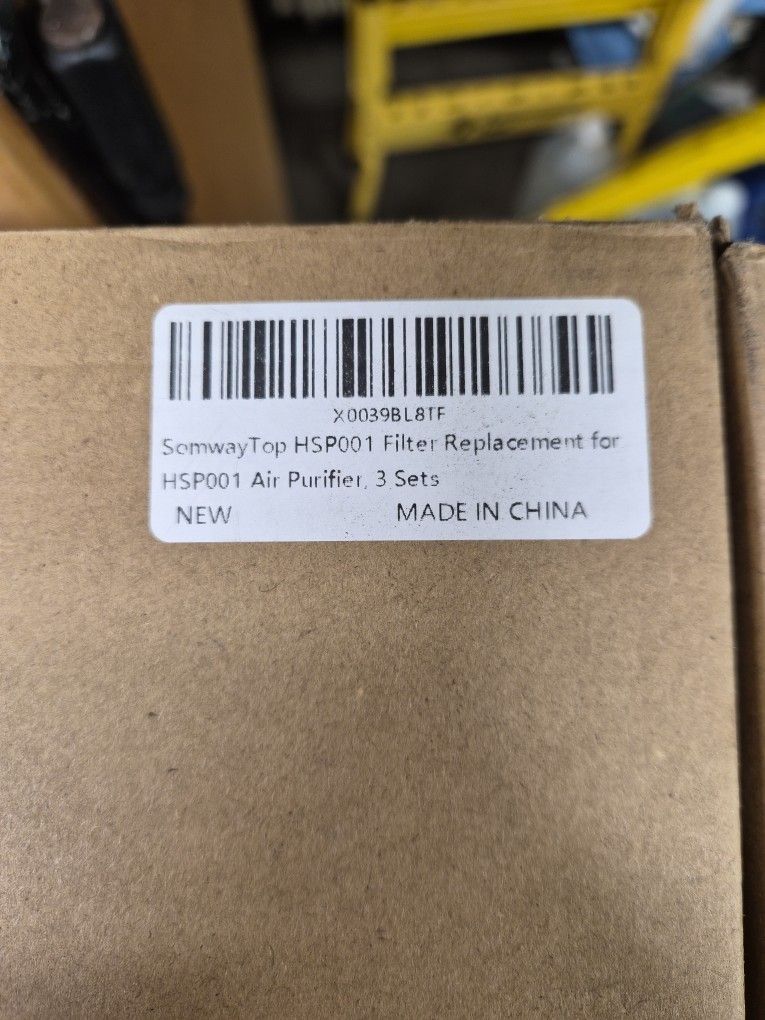 X0039BL8TF
SomwayTop HSP001 Filter Replacement for
HSP001 Air Purifier, 3 Sets
NEW MADE IN CHINA